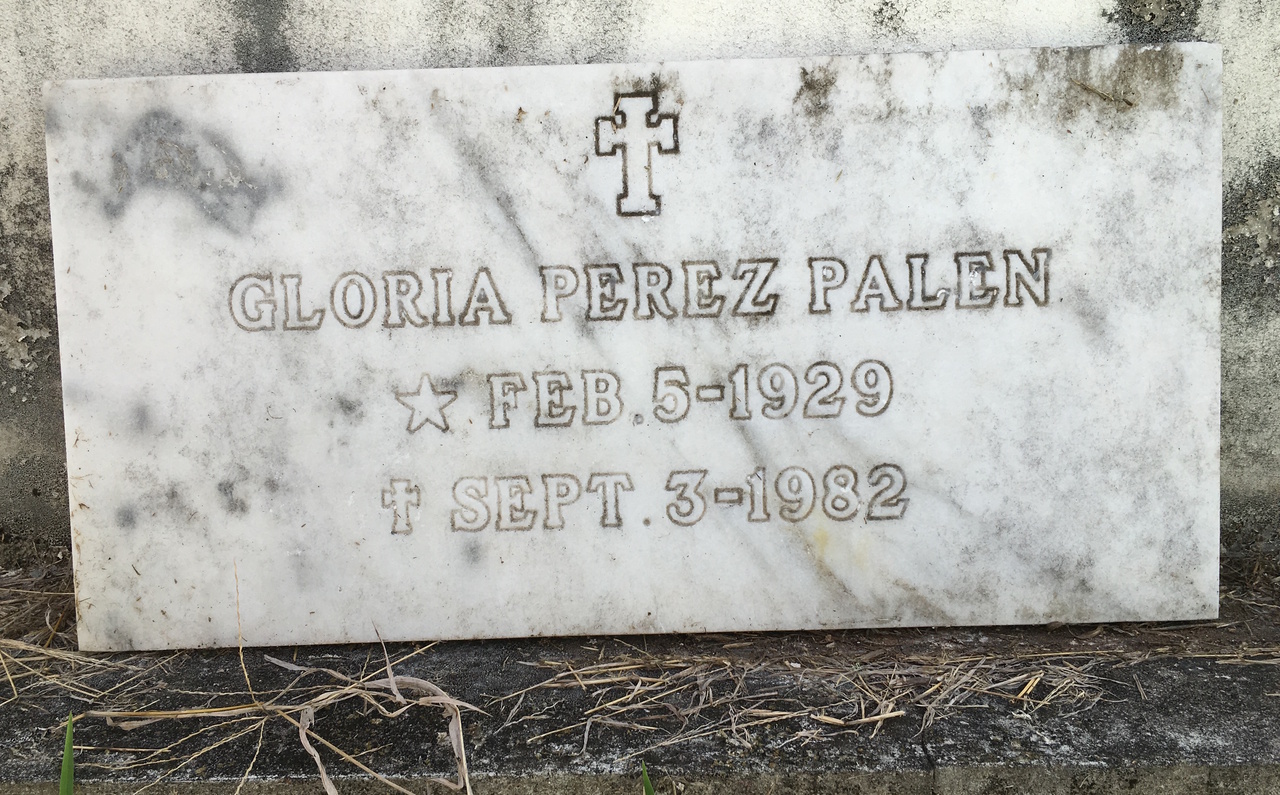 GLORIA PEREZ PALEN
☆ FEB. 5-1929
✝ SEPT. 3-1982